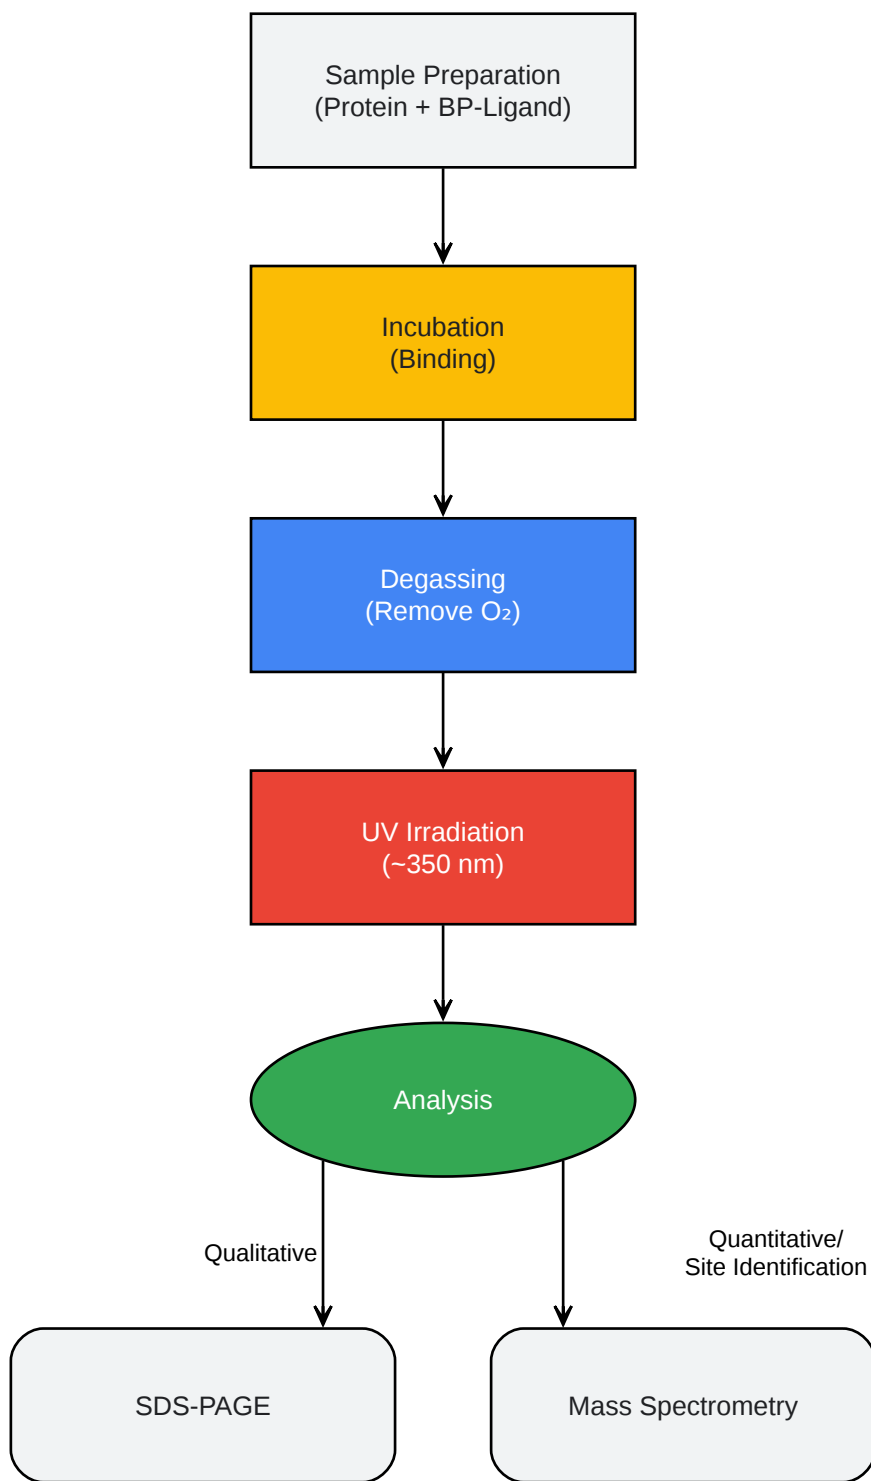 Sample Preparation
(Protein + BP-Ligand)
Incubation
(Binding)
Degassing
(Remove O₂)
UV Irradiation
(~350 nm)
Analysis
Qualitative
Quantitative/
Site Identification
SDS-PAGE
Mass Spectrometry